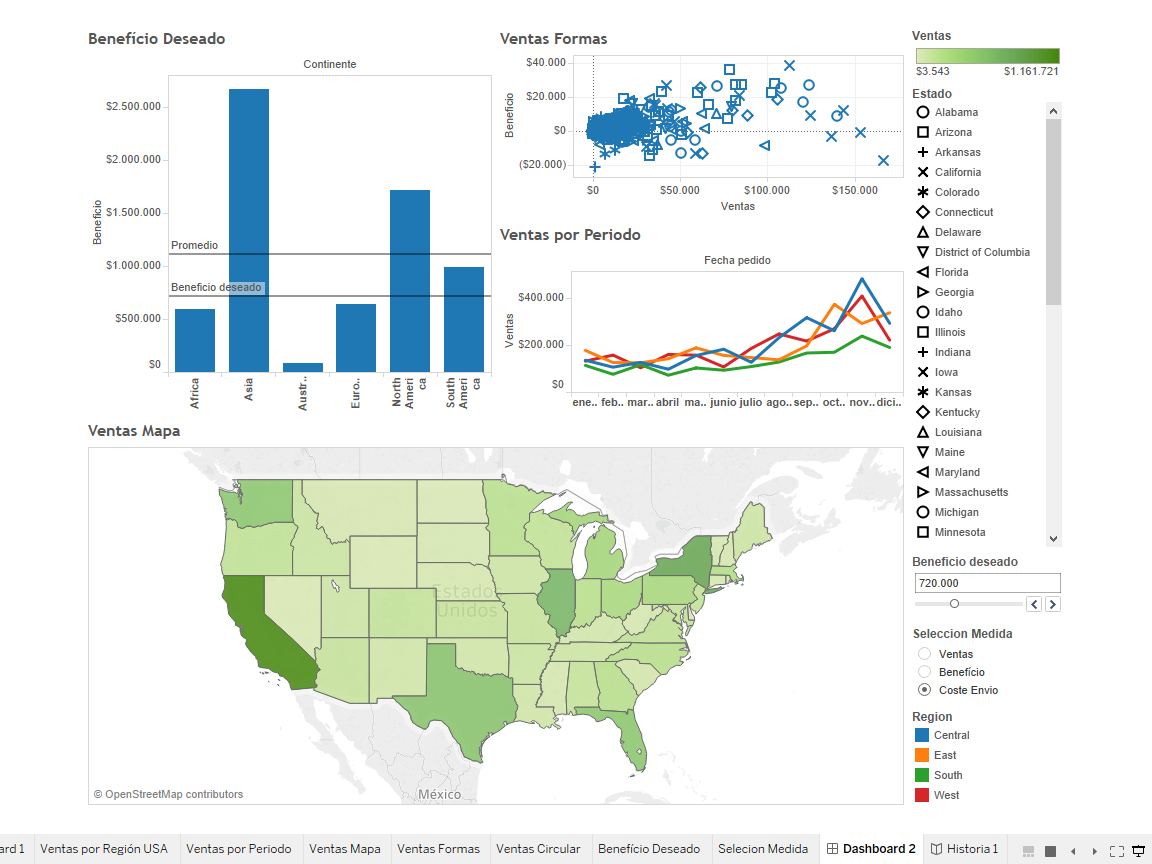 Benefício Deseado
Continente
Beneficio
$2.500.000
$2.000.000
$1.500.000
$1.000.000
$500.000
$0
Promedio
Beneficio deseado
Africa
Asia
Austr..
Euro..
North
Ameri
ca
South
Ameri
ca
Ventas Formas
Beneficio
$40.000
$20.000
$0
($20.000)
$0
$50.000
$100.000
$150.000
Ventas
Ventas por Periodo
Fecha pedido
Ventas
$400.000
$200.000
$0
ene.. feb.. mar.. abril ma.. junio julio ago.. sep.. oct.. nov.. dici..
Ventas Mapa
Estados
Unidos
México
© OpenStreetMap contributors
Ventas
$3.543 $1.161.721
Estado
Alabama
Arizona
Arkansas
California
Colorado
Connecticut
Delaware
District of Columbia
Florida
Georgia
Idaho
Illinois
Indiana
Iowa
Kansas
Kentucky
Louisiana
Maine
Maryland
Massachusetts
Michigan
Minnesota
Beneficio deseado
720.000
Seleccion Medida
Ventas
Benefício
Coste Envio
Region
Central
East
South
West
ard 1 Ventas por Región USA Ventas por Periodo Ventas Mapa Ventas Formas Ventas Circular Benefício Deseado Selecion Medida Dashboard 2 Historia 1